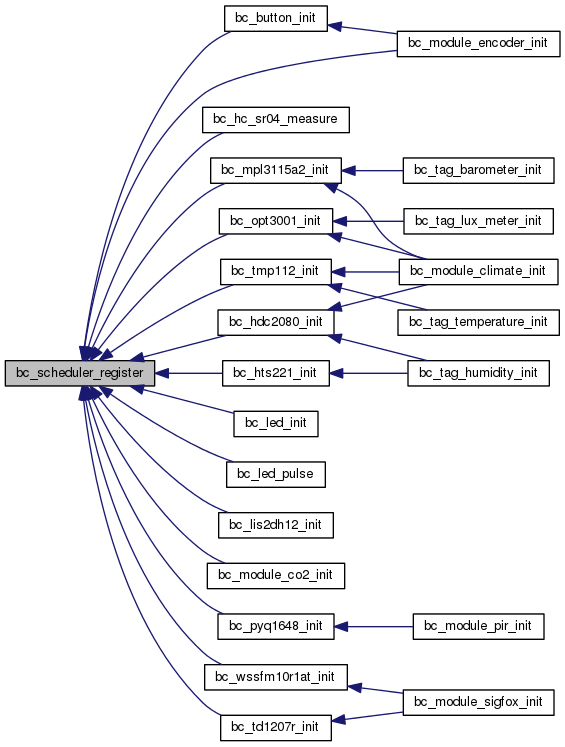 bc_button_init
bc_module_encoder_init
bc_hc_sr04_measure
bc_mpl3115a2_init
bc_tag_barometer_init
bc_opt3001_init
bc_tag_lux_meter_init
bc_tmp112_init
bc_module_climate_init
bc_hdc2080_init
bc_tag_temperature_init
bc_scheduler_register
bc_hts221_init
bc_tag_humidity_init
bc_led_init
bc_led_pulse
bc_lis2dh12_init
bc_module_co2_init
bc_pyq1648_init
bc_module_pir_init
bc_wssfm10r1at_init
bc_module_sigfox_init
bc_td1207r_init